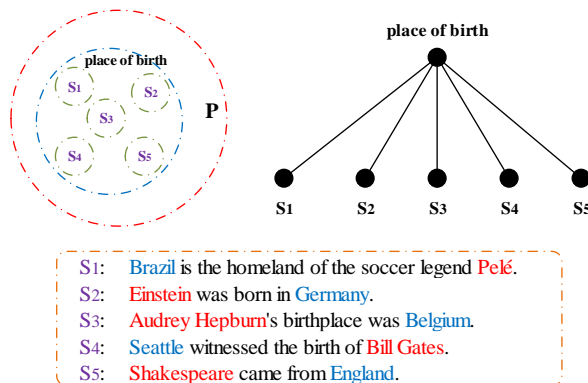 place of birth
S1
S2
P
S3
S4
S5
place of birth
S1
S2
S3
S4
S5
S1: Brazil is the homeland of the soccer legend Pelé.
S2: Einstein was born in Germany.
S3: Audrey Hepburn's birthplace was Belgium.
S4: Seattle witnessed the birth of Bill Gates.
S5: Shakespeare came from England.